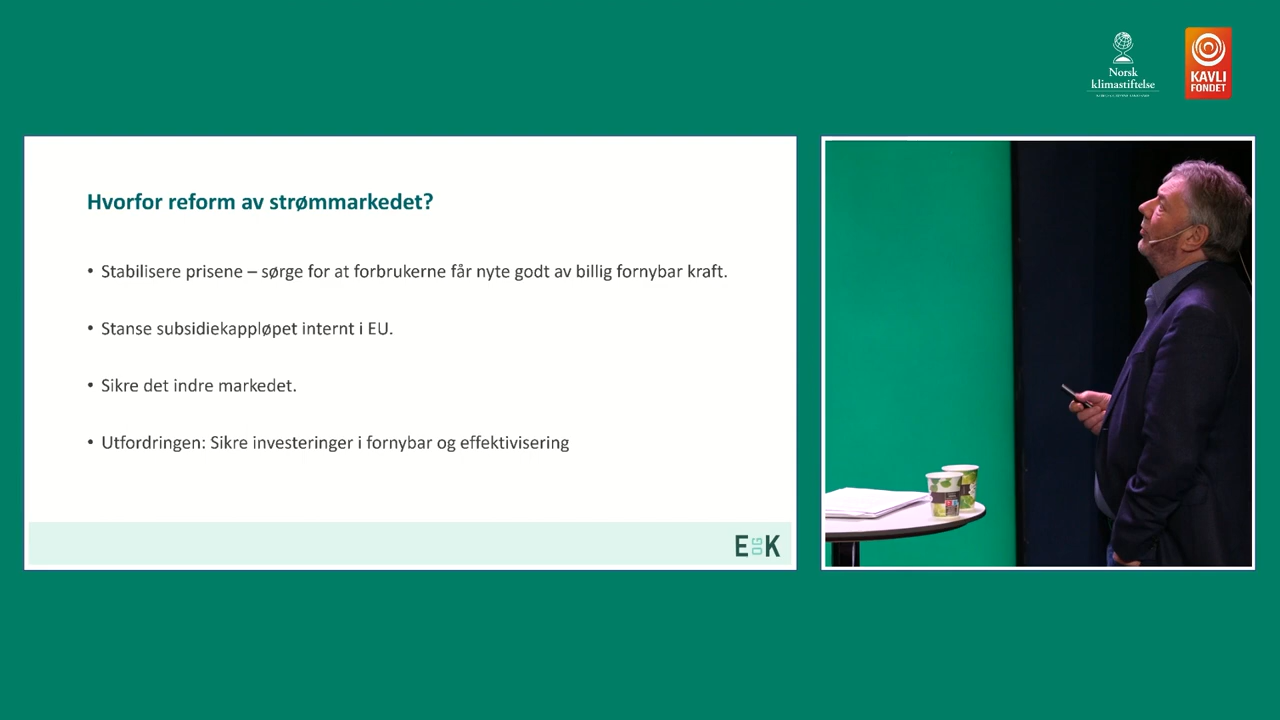 Norsk
klimastiftelse
KAVLI
FONDET
Hvorfor reform av strømmarkedet?
• Stabilisere prisene – sørge for at forbrukerne får nyte godt av billig fornybar kraft.
• Stanse subsidiekappløpet internt i EU.
• Sikre det indre markedet.
• Utfordringen: Sikre investeringer i fornybar og effektivisering
E OG K